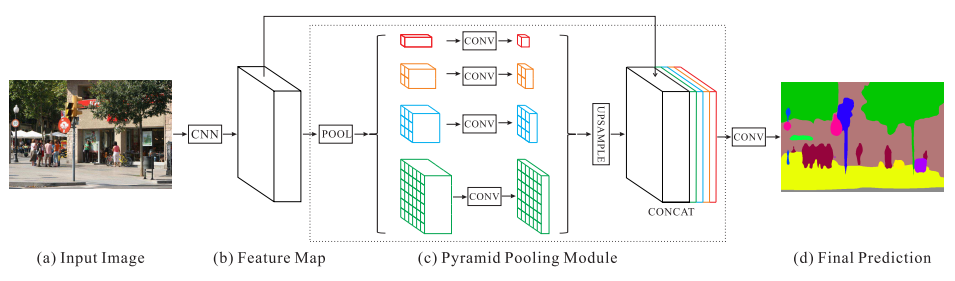 CNN
POOL
CONV
CONV
CONV
CONV
UPSAMPLE
CONCAT
CONV
(a) Input Image
(b) Feature Map
(c) Pyramid Pooling Module
(d) Final Prediction